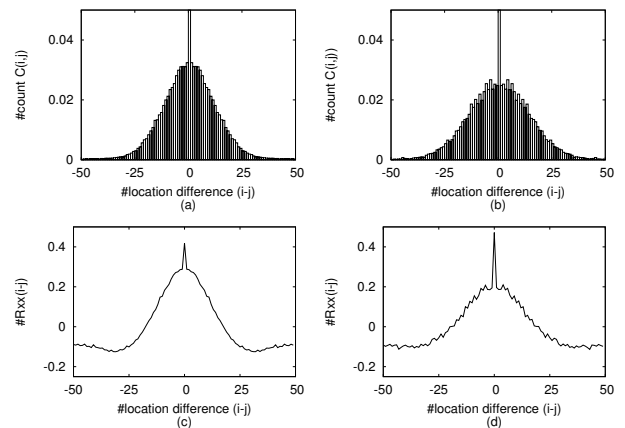 #count C(i,j)
0.04
0.02
0
-50 -25 0 25 50
#location difference (i-j)
(a)
#count C(i,j))
0.04
0.02
0
-50 -25 0 25 50
#location difference (i-j)
(b)
#Rxx(i-j)
0.4
0.2
0
-0.2
-50 -25 0 25 50
#location difference (i-j)
(c)
#Rxx(i-j)
0.4
0.2
0
-0.2
-50 -25 0 25 50
#location difference (i-j)
(d)